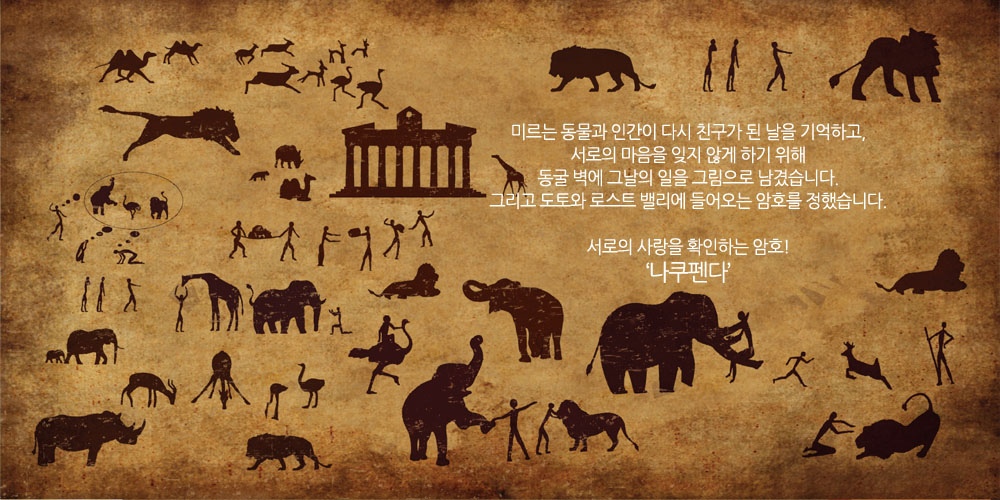 미르는 동물과 인간이 다시 친구가 된 날을 기억하고,
서로의 마음을 잊지 않게 하기 위해
동굴 벽에 그날의 일을 그림으로 남겼습니다.
그리고 도토와 로스트 밸리에 들어오는 암호를 정했습니다.
서로의 사랑을 확인하는 암호!
‘나쿠펜다’